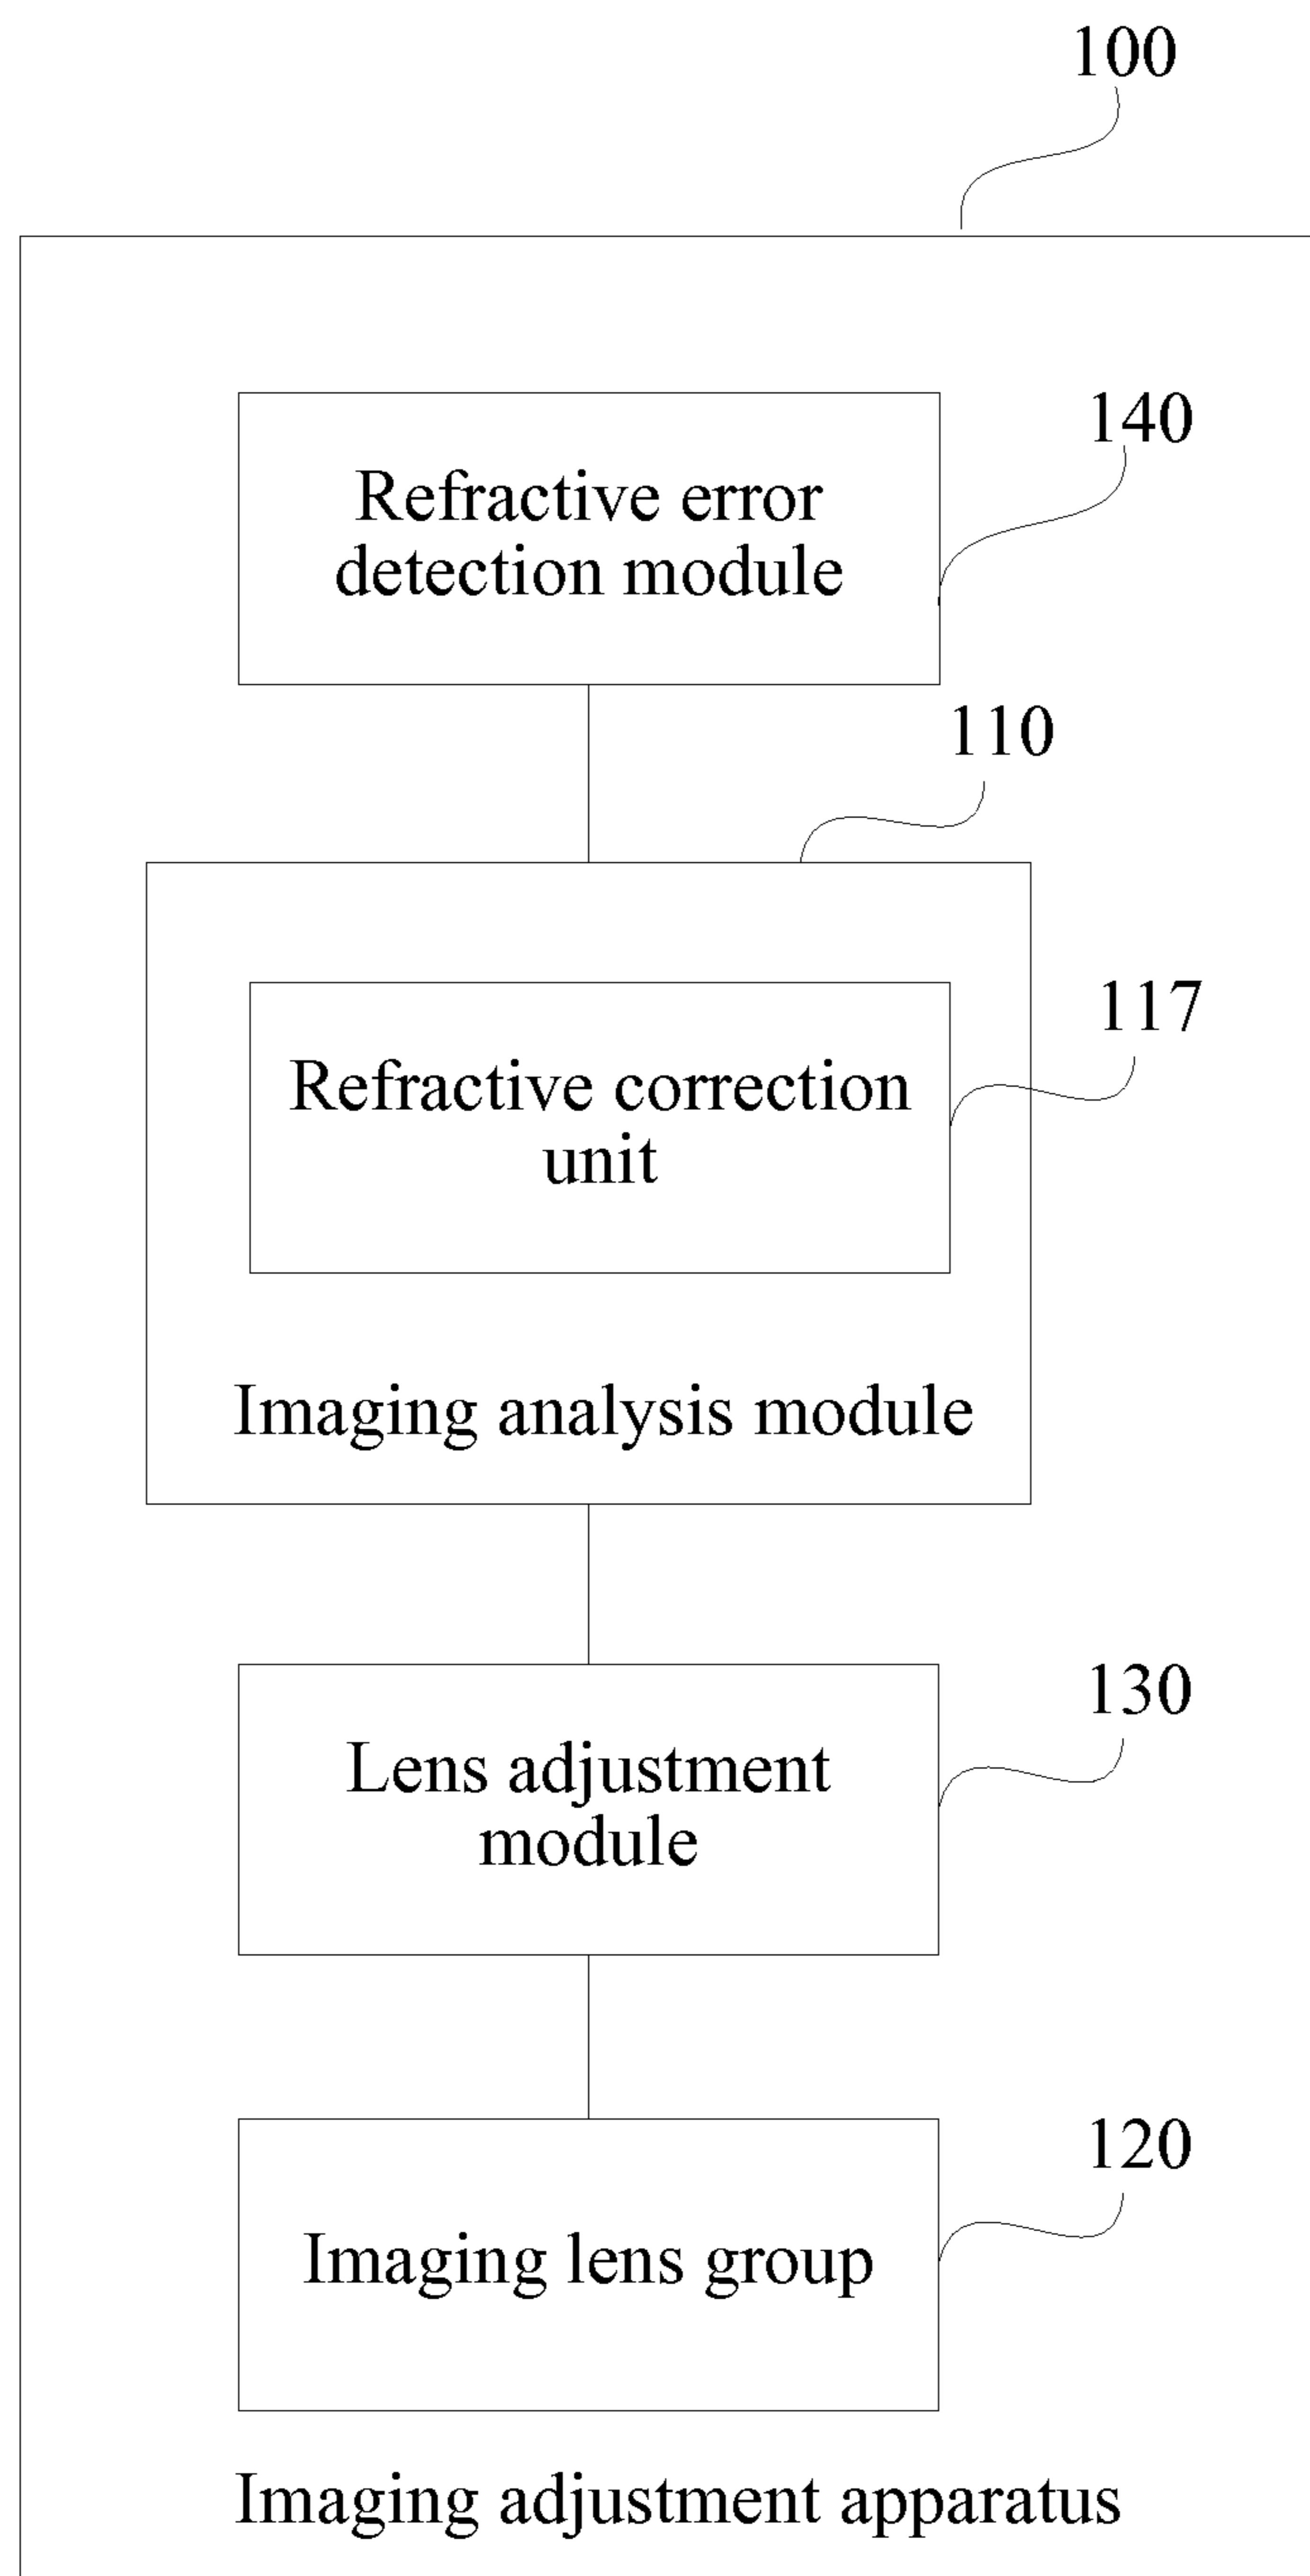 100
140
Refractive error
detection module
110
117
Refractive correction
unit
Imaging analysis module
130
Lens adjustment
module
120
Imaging lens group
Imaging adjustment apparatus